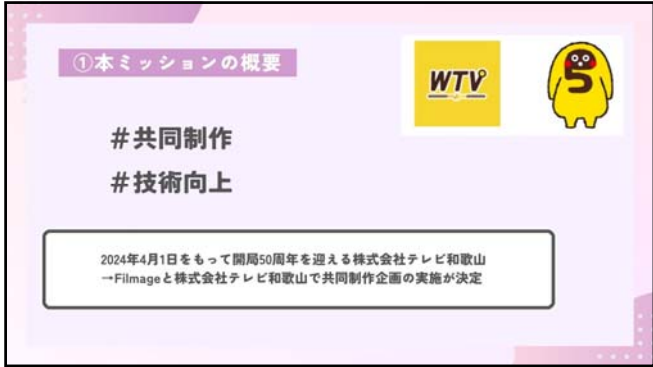 ①本ミッションの概要
WTV
5
#共同制作
#技術向上
2024年4月1日をもって開局50周年を迎える株式会社テレビ和歌山
→Filmageと株式会社テレビ和歌山で共同制作企画の実施が決定